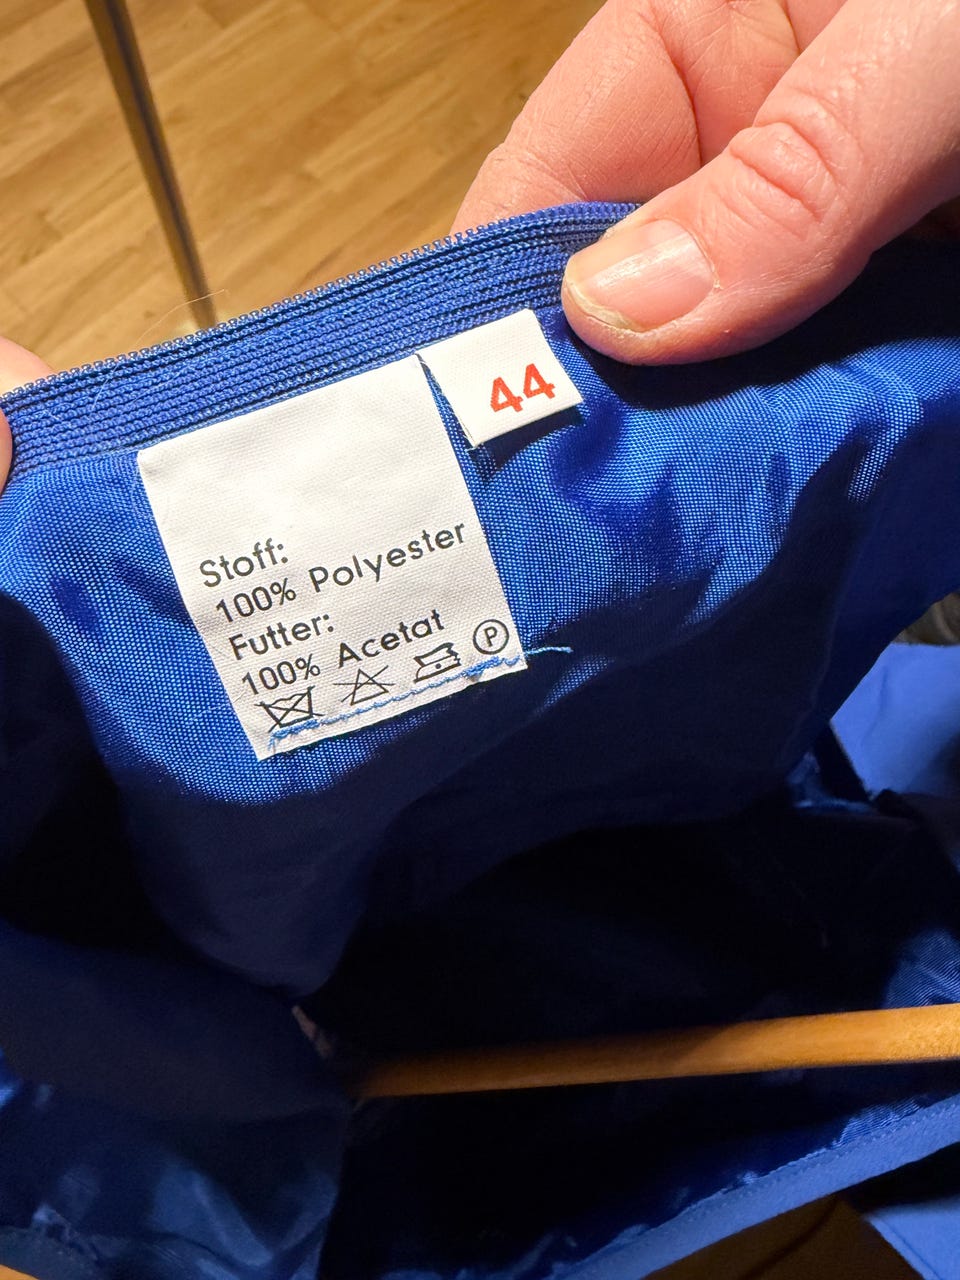 44
Stoff:
100% Polyester
Futter:
100% Acetat
P